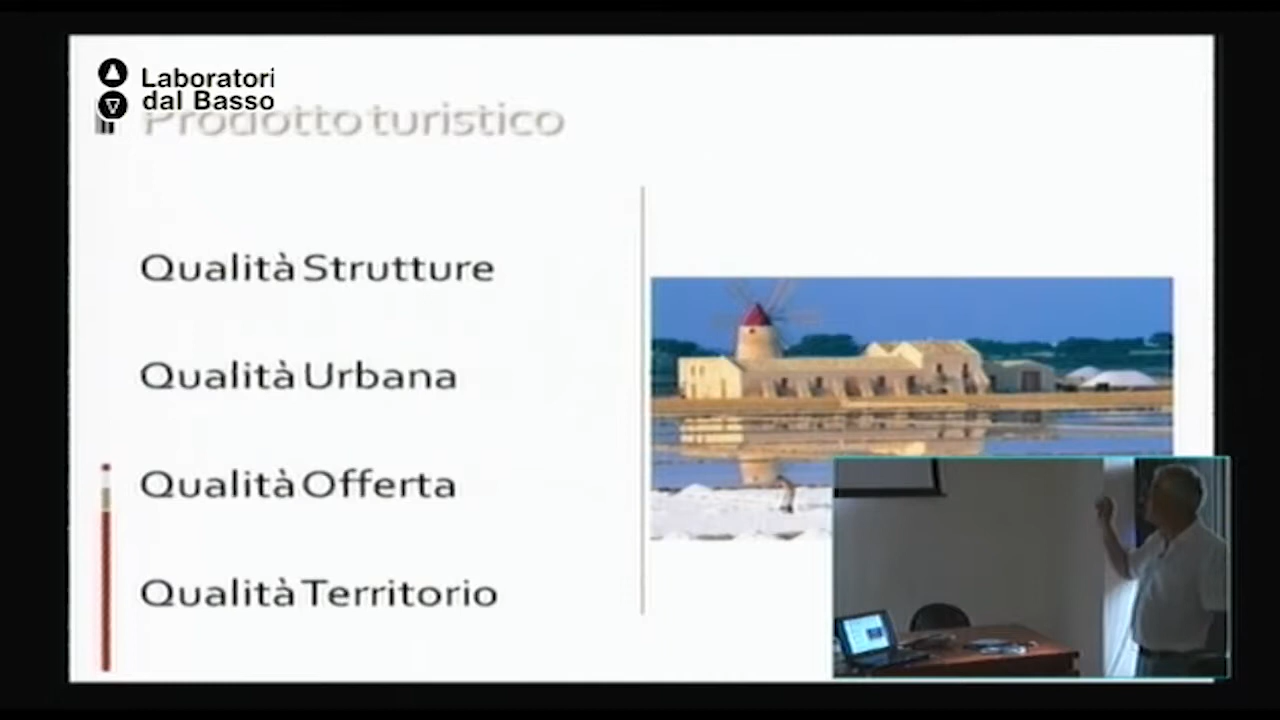 Laboratori
dal Basso
Prodotto turistico
Qualità Strutture
Qualità Urbana
Qualità Offerta
Qualità Territorio